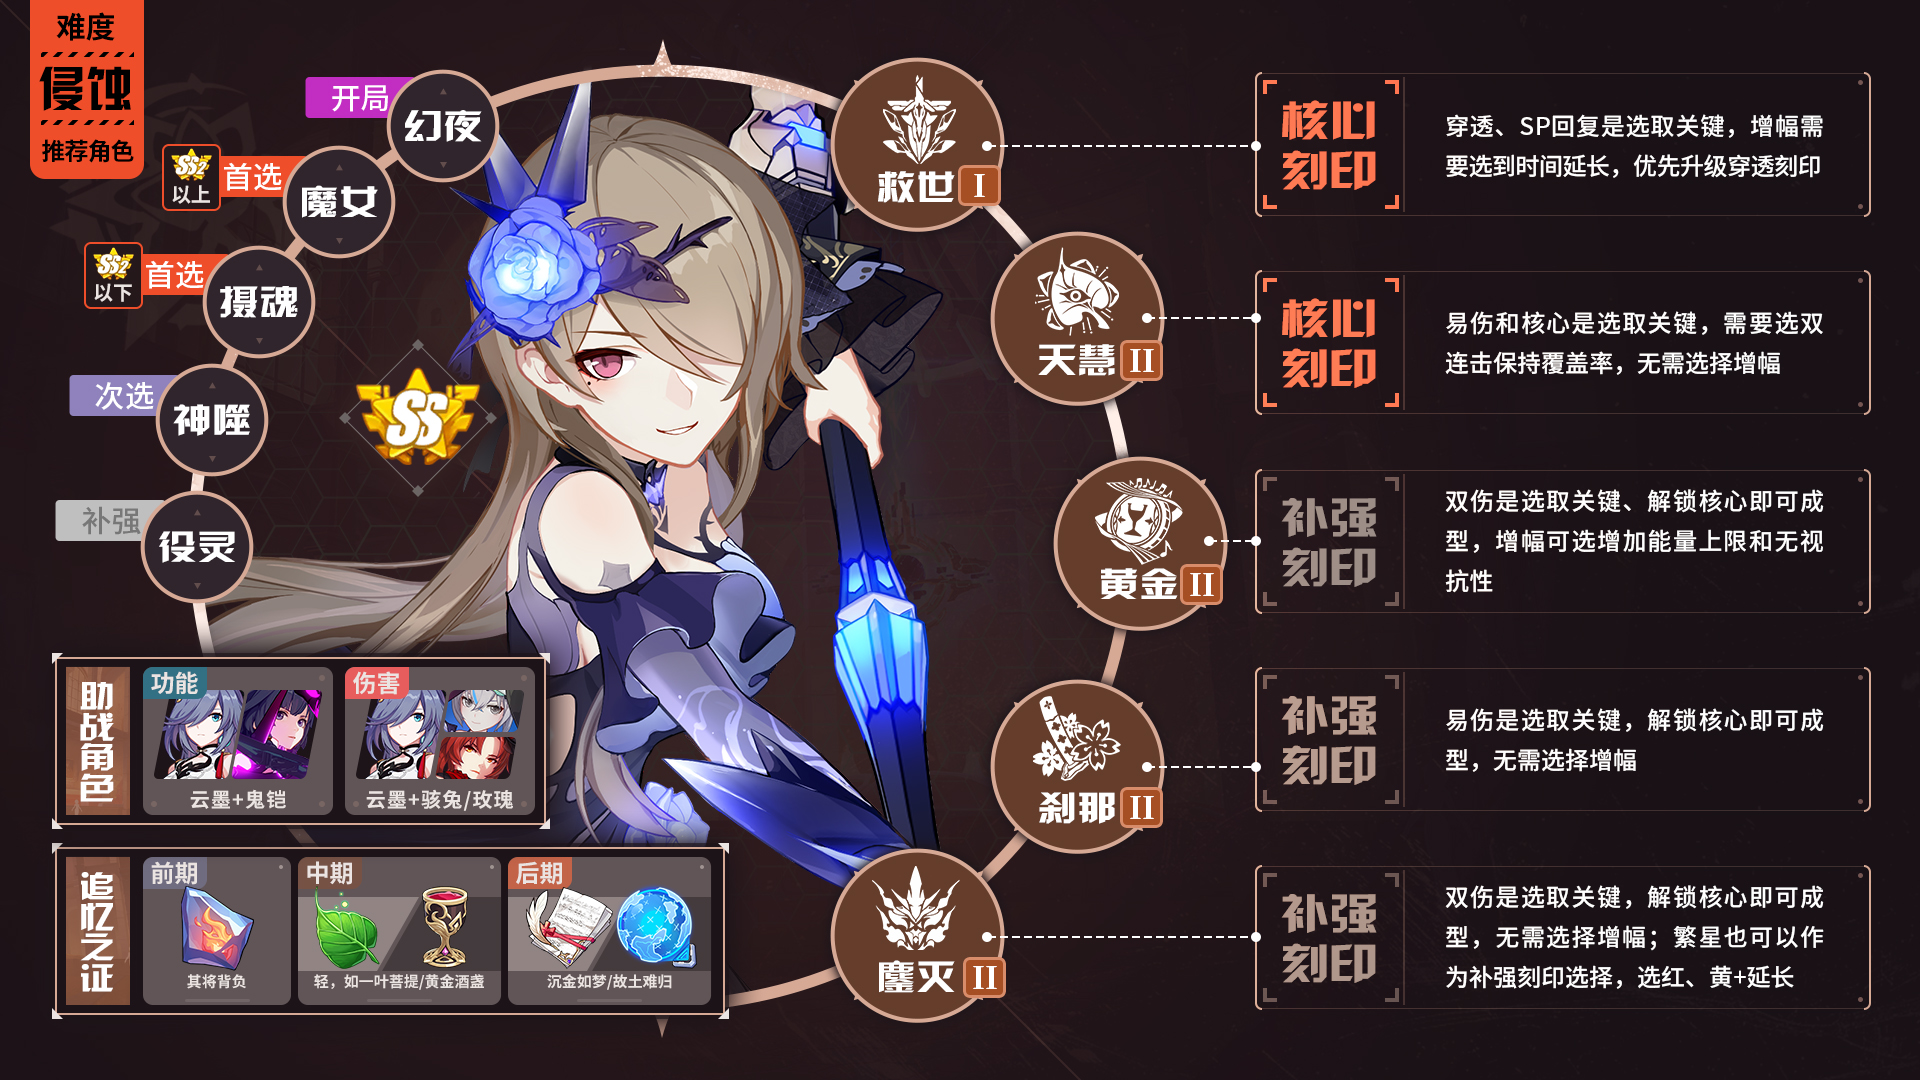 难度
侵蚀
推荐角色
开局
幻夜
SS2
以上
首选
魔女
SS2
以下
首选
摄魂
次选
神噬
补强
役灵
SS
救世 I
核心
刻印
穿透、SP回复是选取关键，增幅需
要选到时间延长，优先升级穿透刻印
天慧 II
核心
刻印
易伤和核心是选取关键，需要选双
连击保持覆盖率，无需选择增幅
黄金 II
补强
刻印
双伤是选取关键、解锁核心即可成
型，增幅可选增加能量上限和无视
抗性
刹那 II
补强
刻印
易伤是选取关键，解锁核心即可成
型，无需选择增幅
鏖灭 II
补强
刻印
双伤是选取关键，解锁核心即可成
型，无需选择增幅；繁星也可以作
为补强刻印选择，选红、黄+延长
助战角色
功能
云墨+鬼铠
伤害
云墨+骇兔/玫瑰
追忆之证
前期
其将背负
中期
轻，如一叶菩提/黄金酒盏
后期
沉金如梦/故土难归